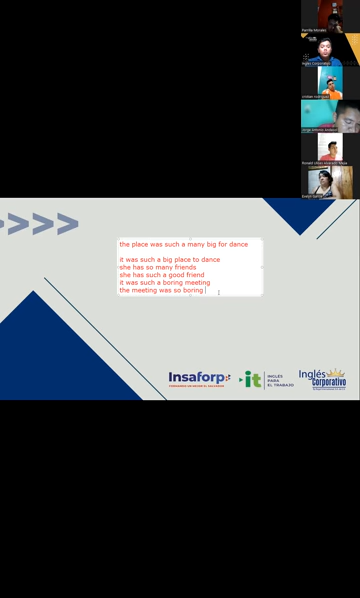 the place was such a many big for dance
it was such a big place to dance
she has so many friends
she has such a good friend
it was such a boring meeting
the meeting was so boring
Insaforp
it
INGLÉS
PARA
EL TRABAJO
Inglés
Corporativo